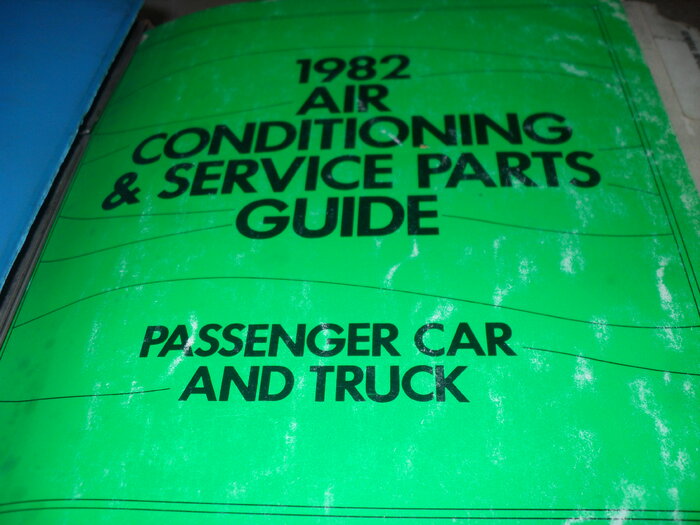 1982
AIR
CONDITIONING
& SERVICE PARTS
GUIDE
PASSENGER CAR
AND TRUCK